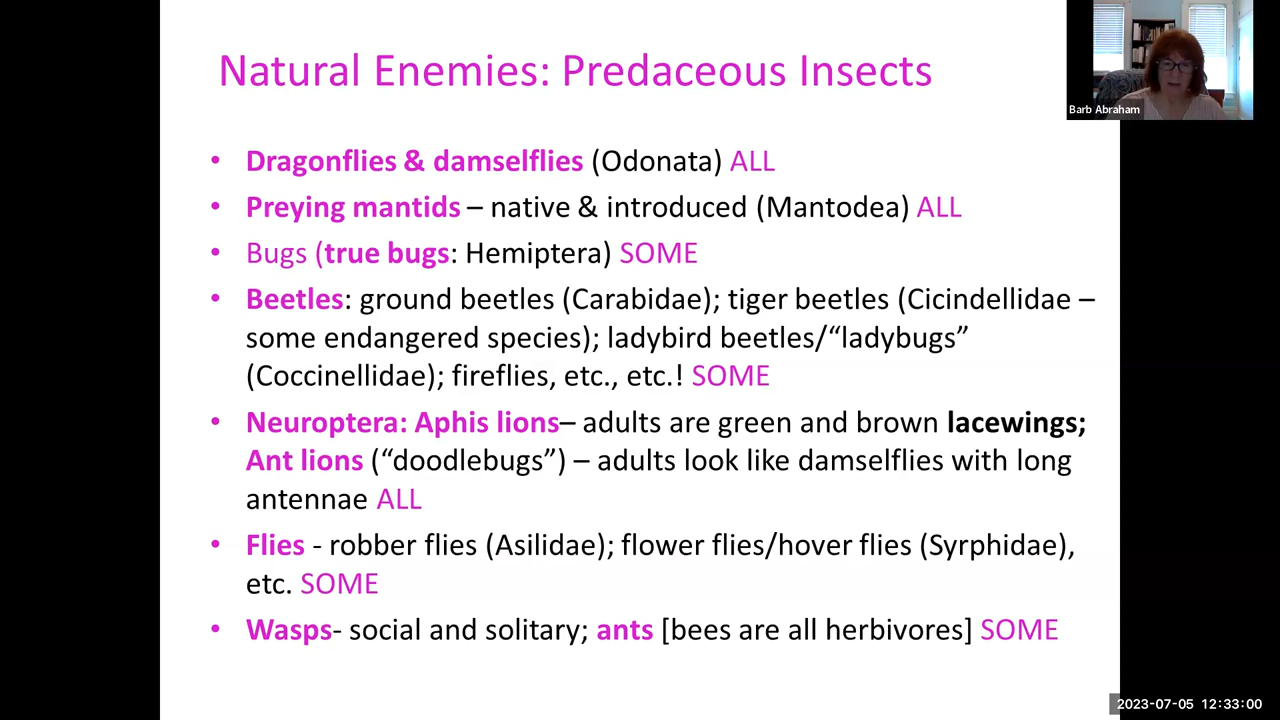 Natural Enemies: Predaceous Insects
Barb Abraham
• Dragonflies & damselflies (Odonata) ALL
• Preying mantids – native & introduced (Mantodea) ALL
• Bugs (true bugs: Hemiptera) SOME
• Beetles: ground beetles (Carabidae); tiger beetles (Cicindellidae –
some endangered species); ladybird beetles/“ladybugs”
(Coccinellidae); fireflies, etc., etc.! SOME
• Neuroptera: Aphis lions– adults are green and brown lacewings;
Ant lions (“doodlebugs”) – adults look like damselflies with long
antennae ALL
• Flies - robber flies (Asilidae); flower flies/hover flies (Syrphidae),
etc. SOME
• Wasps- social and solitary; ants [bees are all herbivores] SOME
2023-07-05 12:33:00